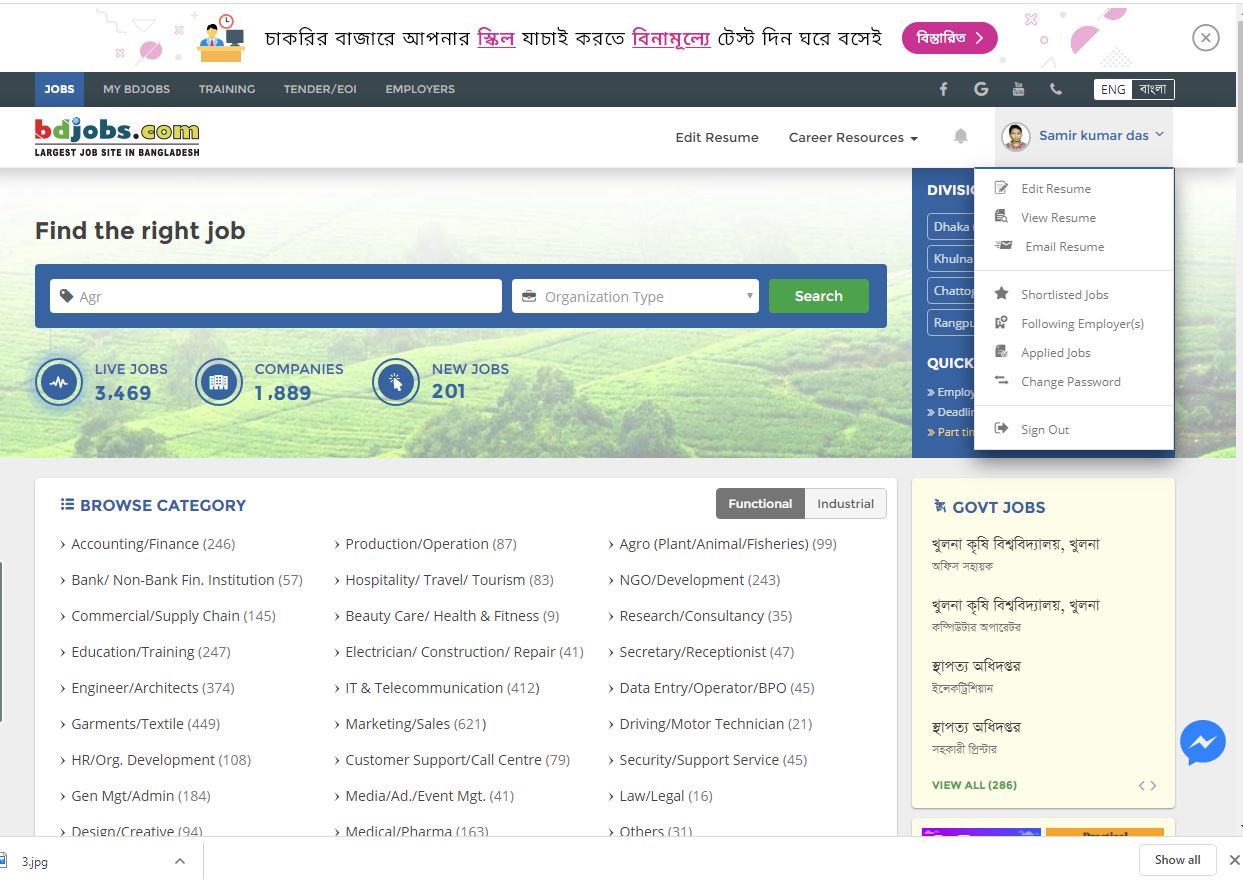 চাকরির বাজারে আপনার স্কিল যাচাই করতে বিনামূল্যে টেস্ট দিন ঘরে বসেই বিস্তারিত
JOBS MY BDJOBS TRAINING TENDER/EOI EMPLOYERS ENG বাংলা
bdjobs.com
LARGEST JOB SITE IN BANGLADESH
Edit Resume Career Resources Samir kumar das
Edit Resume
View Resume
Email Resume
Shortlisted Jobs
Following Employer(s)
Applied Jobs
Change Password
Sign Out
Find the right job
Agr Organization Type Search
LIVE JOBS
3,469
COMPANIES
1,889
NEW JOBS
201
Dhaka
Khulna
QUICK
» Part
BROWSE CATEGORY Functional Industrial
› Accounting/Finance (246) › Production/Operation (87) › Agro (Plant/Animal/Fisheries) (99)
› Bank/ Non-Bank Fin. Institution (57) › Hospitality/ Travel/ Tourism (83) › NGO/Development (243)
› Commercial/Supply Chain (145) › Beauty Care/ Health & Fitness (9) › Research/Consultancy (35)
› Education/Training (247) › Electrician/ Construction/ Repair (41) › Secretary/Receptionist (47)
› Engineer/Architects (374) › IT & Telecommunication (412) › Data Entry/Operator/BPO (45)
› Garments/Textile (449) › Marketing/Sales (621) › Driving/Motor Technician (21)
› HR/Org. Development (108) › Customer Support/Call Centre (79) › Security/Support Service (45)
› Gen Mgt/Admin (184) › Media/Ad./Event Mgt. (41) › Law/Legal (16)
› Design/Creative (94) › Medical/Pharma (163) › Others (31)
GOVT JOBS
খুলনা কৃষি বিশ্ববিদ্যালয়, খুলনা
অফিস সহায়ক
খুলনা কৃষি বিশ্ববিদ্যালয়, খুলনা
কম্পিউটার অপারেটর
স্থাপত্য অধিদপ্তর
ইলেকট্রিশিয়ান
স্থাপত্য অধিদপ্তর
সহকারী প্রিন্টার
VIEW ALL (286)
3.jpg Show all